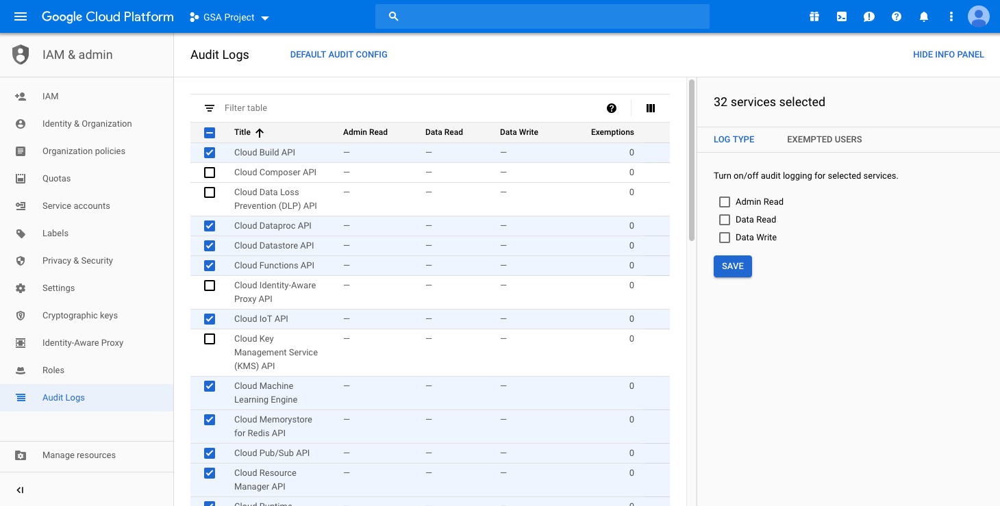 Google Cloud Platform
GSA Project
IAM & admin
Audit Logs
DEFAULT AUDIT CONFIG
HIDE INFO PANEL
IAM
Identity & Organization
Organization policies
Quotas
Service accounts
Labels
Privacy & Security
Settings
Cryptographic keys
Identity-Aware Proxy
Roles
Audit Logs
Manage resources
Filter table
Title Admin Read Data Read Data Write Exemptions
Cloud Build API — — — 0
Cloud Composer API — — — 0
Cloud Data Loss — — — 0
Prevention (DLP) API
Cloud Dataproc API — — — 0
Cloud Datastore API — — — 0
Cloud Functions API — — — 0
Cloud Identity-Aware — — — 0
Proxy API
Cloud IoT API — — — 0
Cloud Key — — — 0
Management Service
(KMS) API
Cloud Machine — — — 0
Learning Engine
Cloud Memorystore — — — 0
for Redis API
Cloud Pub/Sub API — — — 0
Cloud Resource — — — 0
Manager API
Cloud Runtime — — — 0
32 services selected
LOG TYPE EXEMPTED USERS
Turn on/off audit logging for selected services.
Admin Read
Data Read
Data Write
SAVE